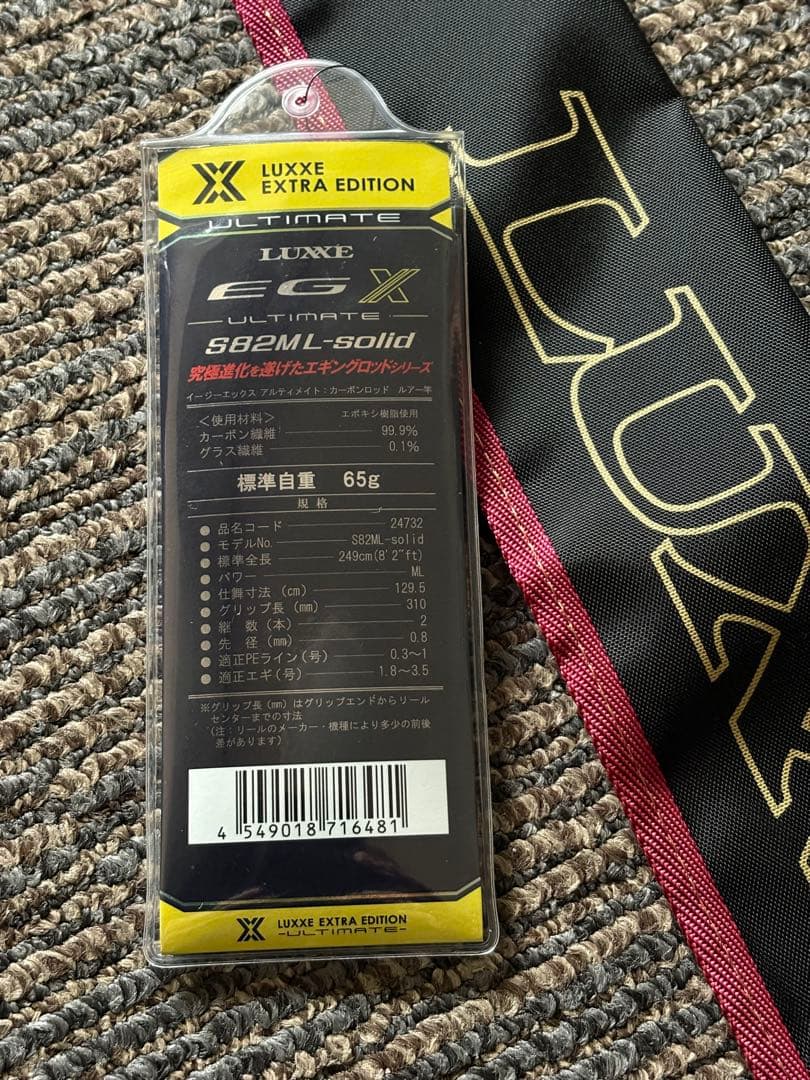 LUXXE
EXTRA EDITION
ULTIMATE
LUXXE
EG X
ULTIMATE
S82ML-solid
究極進化を遂げたエギングロッドシリーズ
イージーエックス アルティメイト：カーボンロッド ルアー竿
＜使用材料＞ エポキシ樹脂使用
カーボン繊維 99.9%
グラス繊維 0.1%
標準自重 65g
規格
● 品名コード 24732
● モデルNo. S82ML-solid
● 標準全長 249cm(8'2"ft)
● パワー ML
● 仕舞寸法（cm） 129.5
● グリップ長（mm） 310
● 継 数（本） 2
● 先 径（mm） 0.8
● 適正PEライン（号） 0.3~1
● 適正エギ（号） 1.8~3.5
※グリップ長（mm）はグリップエンドからリール
センターまでの寸法
（注：リールのメーカー・機種により多少の前後
差があります）
4 549018 716481
LUXXE EXTRA EDITION
-ULTIMATE-
LUX